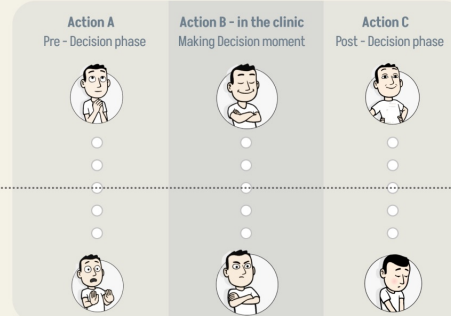 Action A
Pre - Decision phase
Action B - in the clinic
Making Decision moment
Action C
Post - Decision phase